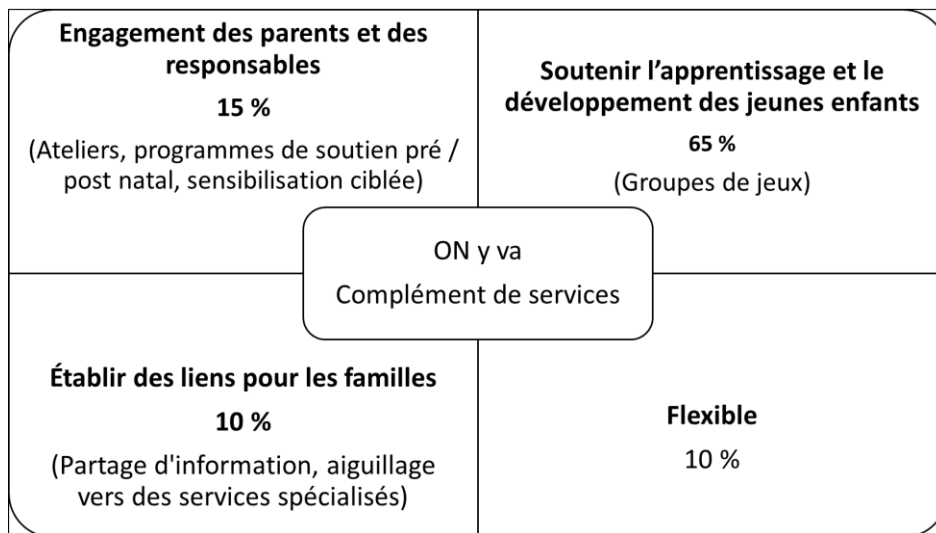 Engagement des parents et des
responsables
15 %
(Ateliers, programmes de soutien pré /
post natal, sensibilisation ciblée)
Soutenir l’apprentissage et le
développement des jeunes enfants
65 %
(Groupes de jeux)
ON y va
Complément de services
Établir des liens pour les familles
10 %
(Partage d'information, aiguillage
vers des services spécialisés)
Flexible
10 %